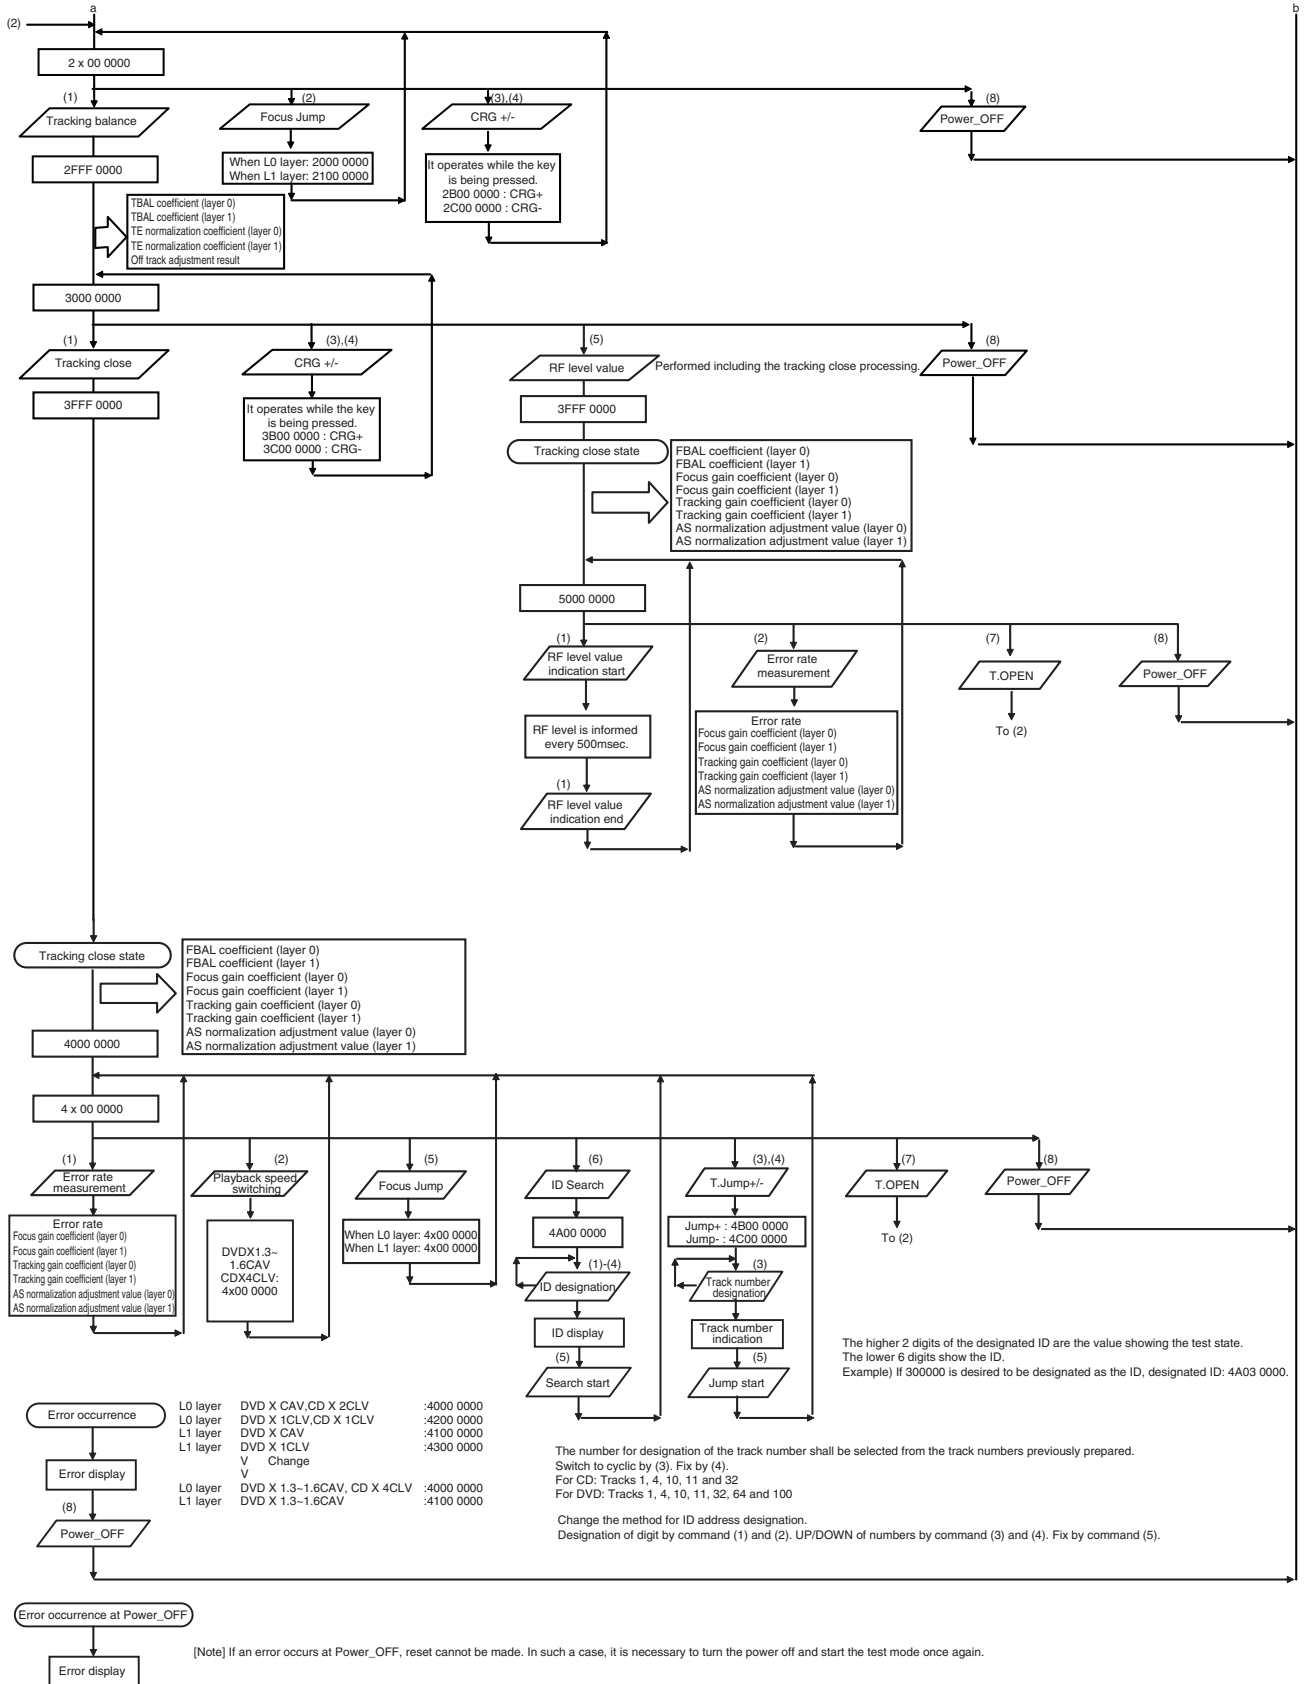 a
b
(2)
2 x 00 0000
(1)
(2)
(3),(4)
(8)
Tracking balance
Focus Jump
CRG +/-
Power_OFF
2FFF 0000
When L0 layer: 2000 0000
When L1 layer: 2100 0000
It operates while the key
is being pressed.
2B00 0000 : CRG+
2C00 0000 : CRG-
TBAL coefficient (layer 0)
TBAL coefficient (layer 1)
TE normalization coefficient (layer 0)
TE normalization coefficient (layer 1)
Off track adjustment result
3000 0000
(1)
(3),(4)
(5)
(8)
Tracking close
CRG +/-
RF level value
Performed including the tracking close processing.
Power_OFF
3FFF 0000
It operates while the key
is being pressed.
3B00 0000 : CRG+
3C00 0000 : CRG-
3FFF 0000
Tracking close state
FBAL coefficient (layer 0)
FBAL coefficient (layer 1)
Focus gain coefficient (layer 0)
Focus gain coefficient (layer 1)
Tracking gain coefficient (layer 0)
Tracking gain coefficient (layer 1)
AS normalization adjustment value (layer 0)
AS normalization adjustment value (layer 1)
5000 0000
(1)
(2)
(7)
(8)
RF level value
indication start
Error rate
measurement
T.OPEN
Power_OFF
To (2)
RF level is informed
every 500msec.
Error rate
Focus gain coefficient (layer 0)
Focus gain coefficient (layer 1)
Tracking gain coefficient (layer 0)
Tracking gain coefficient (layer 1)
AS normalization adjustment value (layer 0)
AS normalization adjustment value (layer 1)
(1)
RF level value
indication end
Tracking close state
FBAL coefficient (layer 0)
FBAL coefficient (layer 1)
Focus gain coefficient (layer 0)
Focus gain coefficient (layer 1)
Tracking gain coefficient (layer 0)
Tracking gain coefficient (layer 1)
AS normalization adjustment value (layer 0)
AS normalization adjustment value (layer 1)
4000 0000
4 x 00 0000
(1)
(2)
(5)
(6)
(3),(4)
(7)
(8)
Error rate
measurement
Playback speed
switching
Focus Jump
ID Search
T.Jump+/-
T.OPEN
Power_OFF
To (2)
Error rate
Focus gain coefficient (layer 0)
Focus gain coefficient (layer 1)
Tracking gain coefficient (layer 0)
Tracking gain coefficient (layer 1)
AS normalization adjustment value (layer 0)
AS normalization adjustment value (layer 1)
DVDX1.3~
1.6CAV
CDX4CLV:
4x00 0000
When L0 layer: 4x00 0000
When L1 layer: 4x00 0000
4A00 0000
(1)-(4)
ID designation
ID display
(5)
Search start
Jump+ : 4B00 0000
Jump- : 4C00 0000
(3)
Track number
designation
Track number
indication
(5)
Jump start
The higher 2 digits of the designated ID are the value showing the test state.
The lower 6 digits show the ID.
Example) If 300000 is desired to be designated as the ID, designated ID: 4A03 0000.
Error occurrence
Error display
(8)
Power_OFF
L0 layer DVD X CAV,CD X 2CLV :4000 0000
L0 layer DVD X 1CLV,CD X 1CLV :4200 0000
L1 layer DVD X CAV :4100 0000
L1 layer DVD X 1CLV :4300 0000
V Change
V
L0 layer DVD X 1.3~1.6CAV, CD X 4CLV :4000 0000
L1 layer DVD X 1.3~1.6CAV :4100 0000
The number for designation of the track number shall be selected from the track numbers previously prepared.
Switch to cyclic by (3). Fix by (4).
For CD: Tracks 1, 4, 10, 11 and 32
For DVD: Tracks 1, 4, 10, 11, 32, 64 and 100
Change the method for ID address designation.
Designation of digit by command (1) and (2). UP/DOWN of numbers by command (3) and (4). Fix by command (5).
Error occurrence at Power_OFF
Error display
[Note] If an error occurs at Power_OFF, reset cannot be made. In such a case, it is necessary to turn the power off and start the test mode once again.